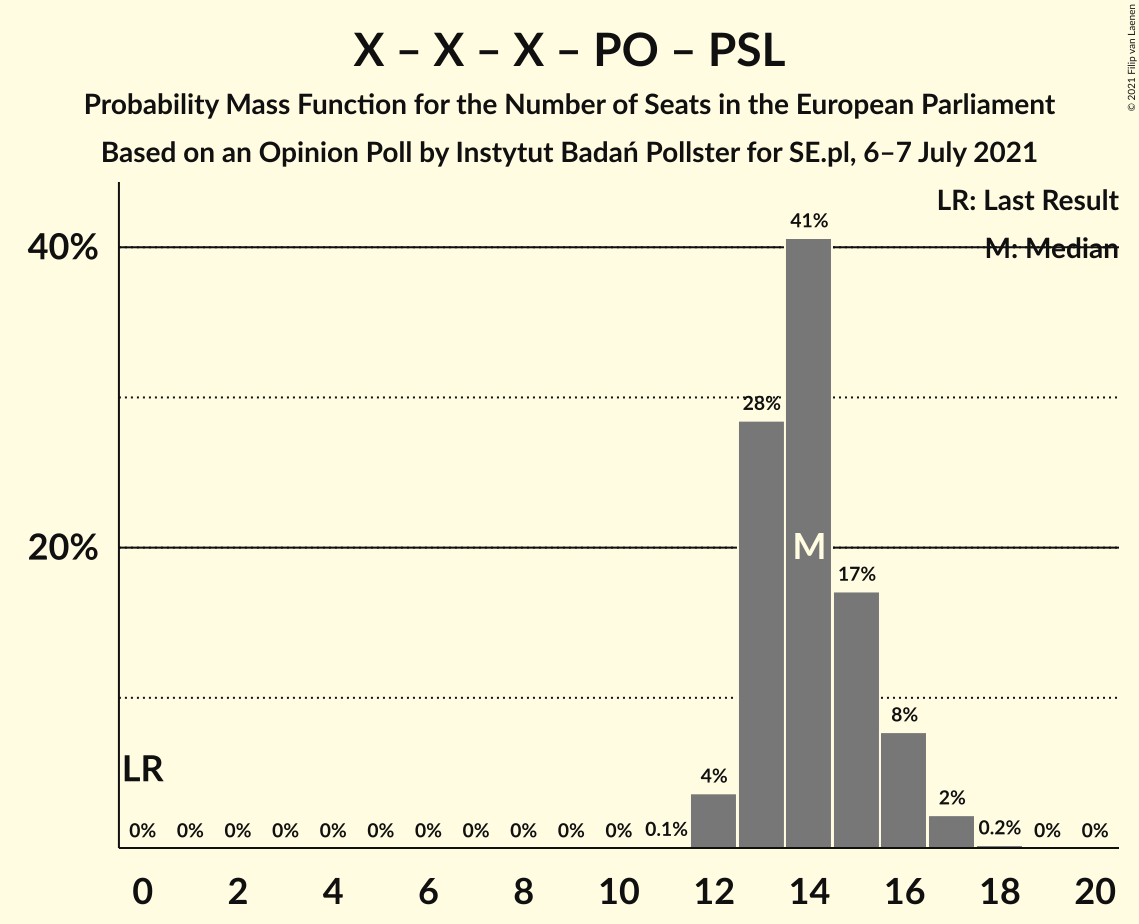 X – X – X – PO – PSL
Probability Mass Function for the Number of Seats in the European Parliament
Based on an Opinion Poll by Instytut Badań Pollster for SE.pl, 6–7 July 2021
© 2021 Filip van Laenen
LR: Last Result
M: Median
40%
20%
41%
28%
M
17%
8%
4%
2%
LR
0% 0% 0% 0% 0% 0% 0% 0% 0% 0% 0% 0.1% 0.2% 0% 0%
0 2 4 6 8 10 12 14 16 18 20